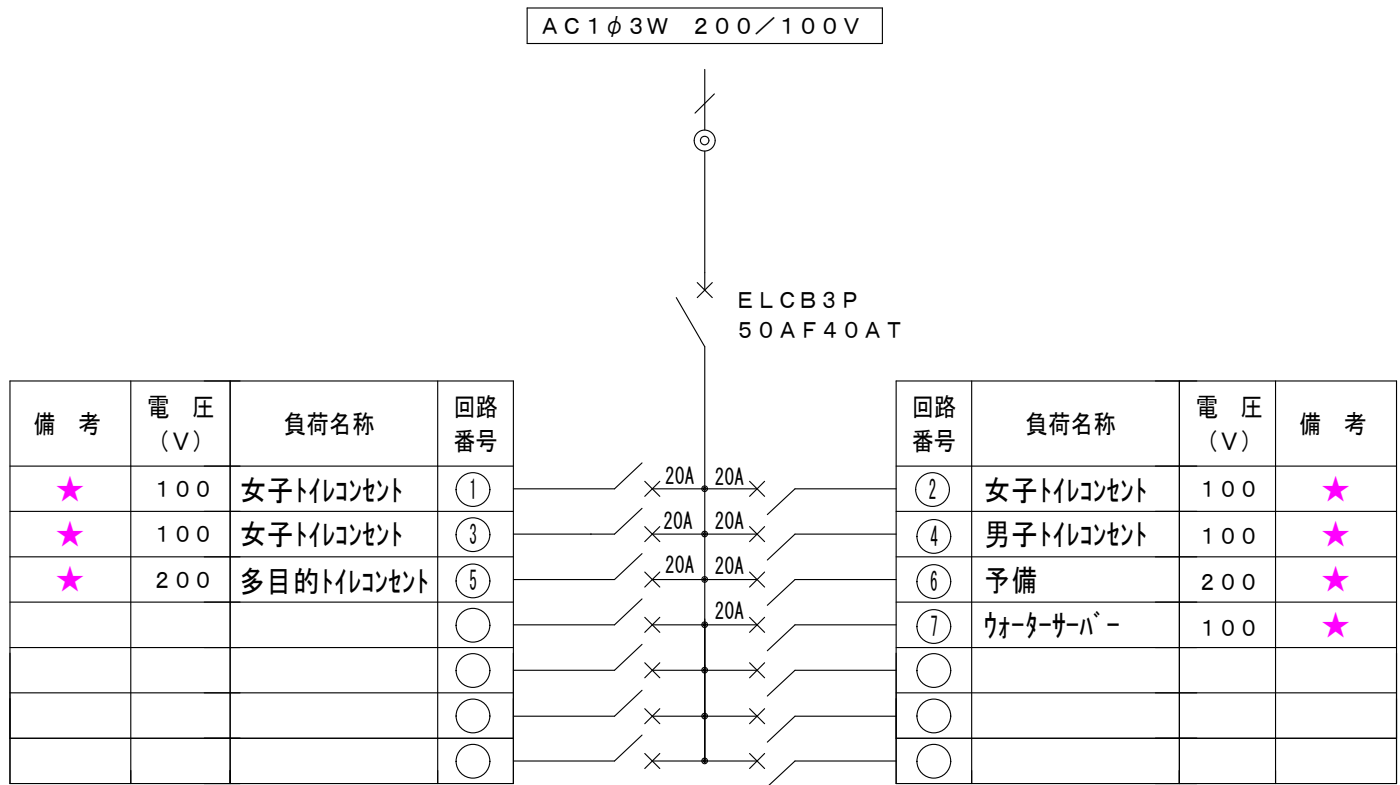 AC1φ3W 200/100V
ELCB3P
50AF40AT
備 考 電 圧(V) 負荷名称 回路番号 回路番号 負荷名称 電 圧(V) 備 考
★ 100 女子トイレコンセント ① 20A 20A ② 女子トイレコンセント 100 ★
★ 100 女子トイレコンセント ③ 20A 20A ④ 男子トイレコンセント 100 ★
★ 200 多目的トイレコンセント ⑤ 20A 20A ⑥ 予備 200 ★
20A ⑦ ウォーターサーバー 100 ★